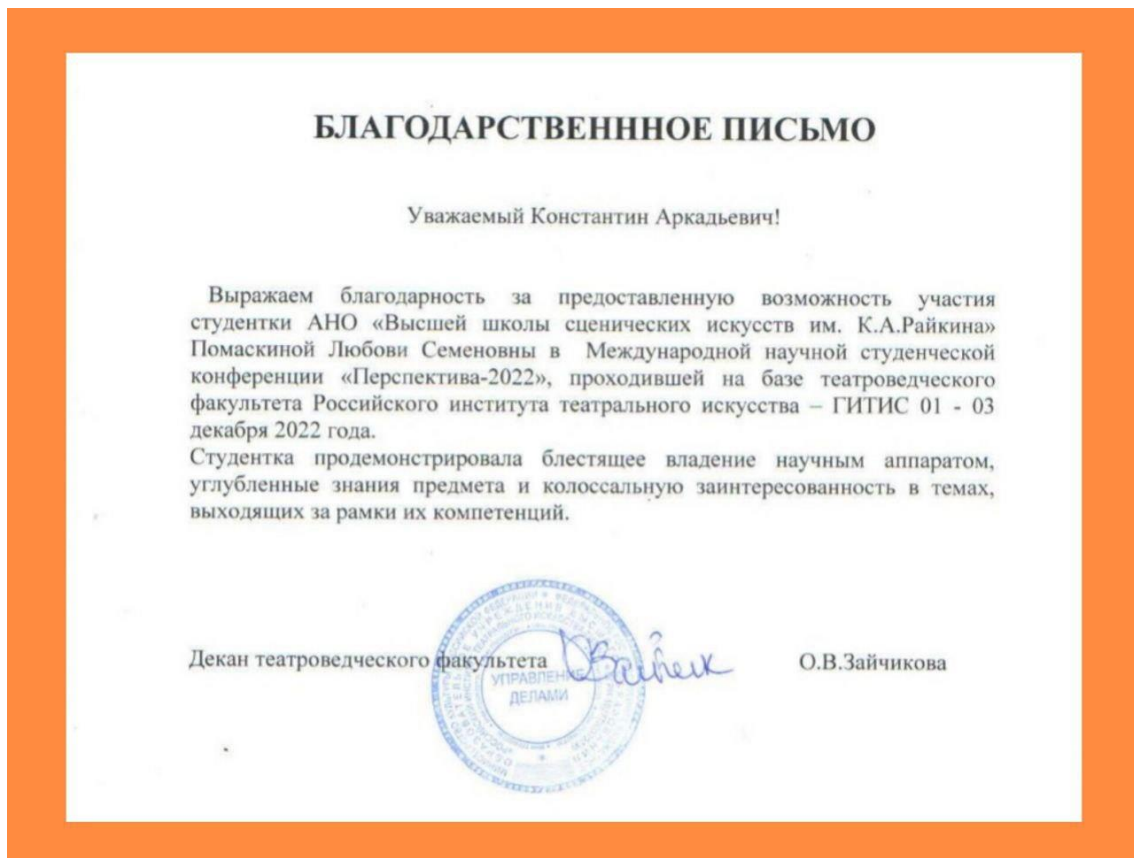 БЛАГОДАРСТВЕНННОЕ ПИСЬМО
Уважаемый Константин Аркадьевич!
Выражаем благодарность за предоставленную возможность участия
студентки АНО «Высшей школы сценических искусств им. К.А.Райкина»
Помаскиной Любови Семеновны в Международной научной студенческой
конференции «Перспектива-2022», проходившей на базе театроведческого
факультета Российского института театрального искусства – ГИТИС 01 - 03
декабря 2022 года.
Студентка продемонстрировала блестящее владение научным аппаратом,
углубленные знания предмета и колоссальную заинтересованность в темах,
выходящих за рамки их компетенций.
Декан театроведческого факультета О.В.Зайчикова
УПРАВЛЕНИЕ
ДЕЛАМИ